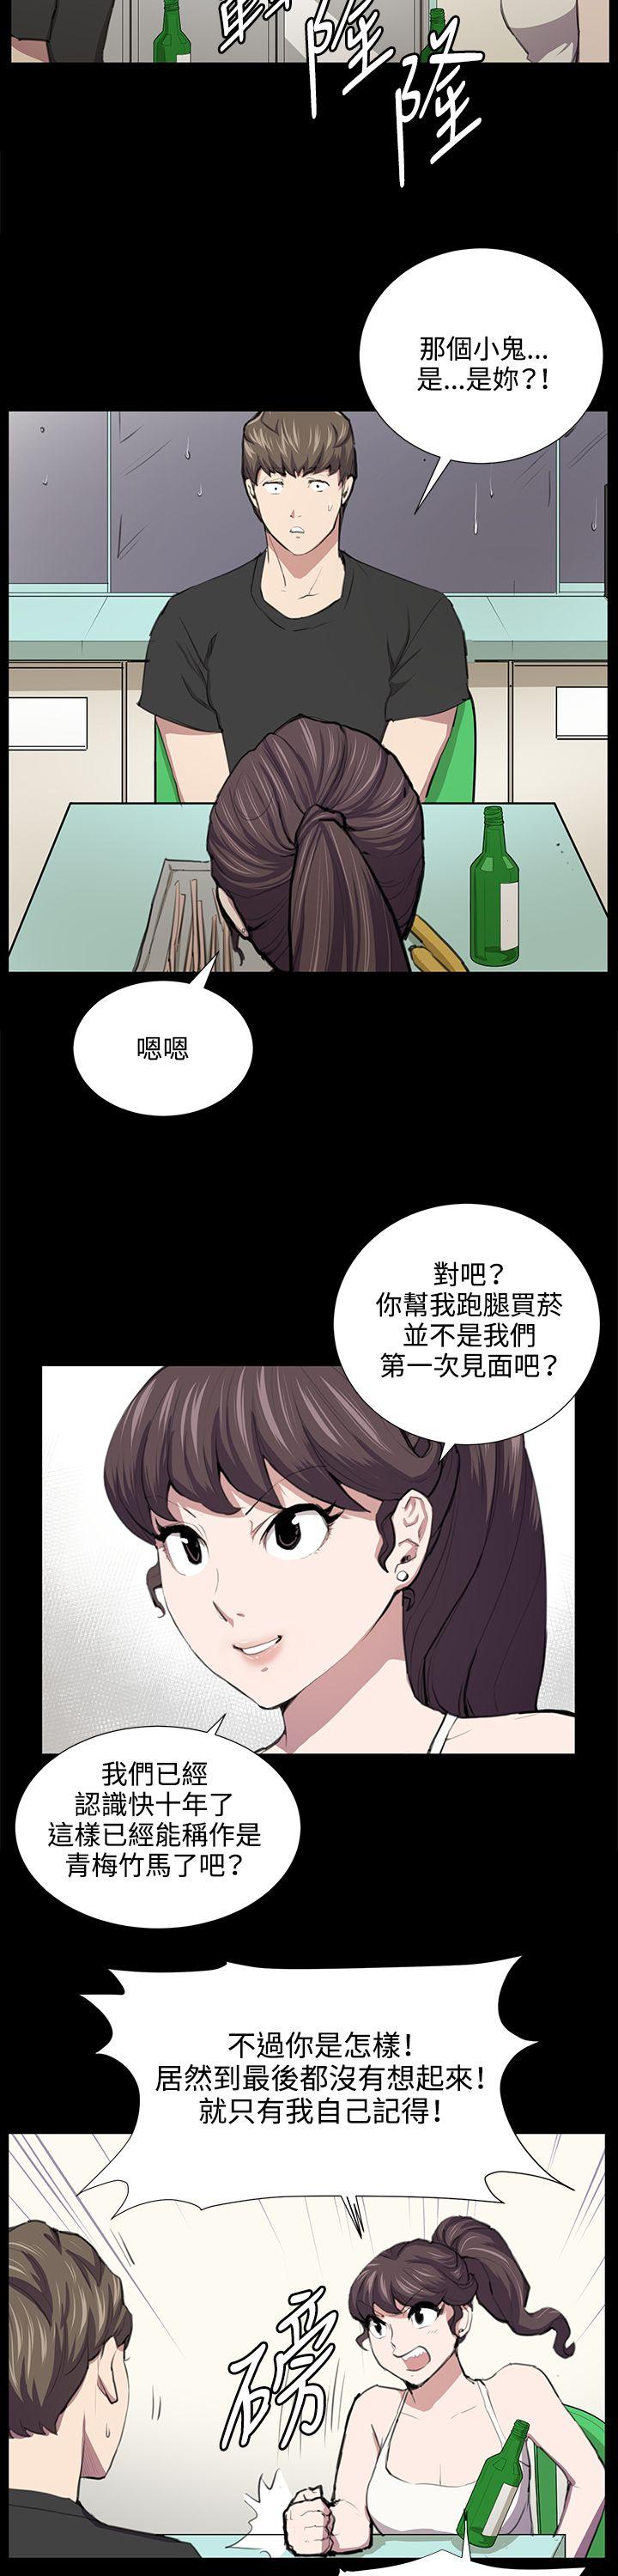 轟隆隆
那個小鬼…
是…是妳?!
嗯嗯
對吧?
你幫我跑腿買菸
並不是我們
第一次見面吧?
我們已經
認識快十年了
這樣已經能稱作是
青梅竹馬了吧?
不過你是怎樣!
居然到最後都沒有想起來!
就只有我自己記得!
磅